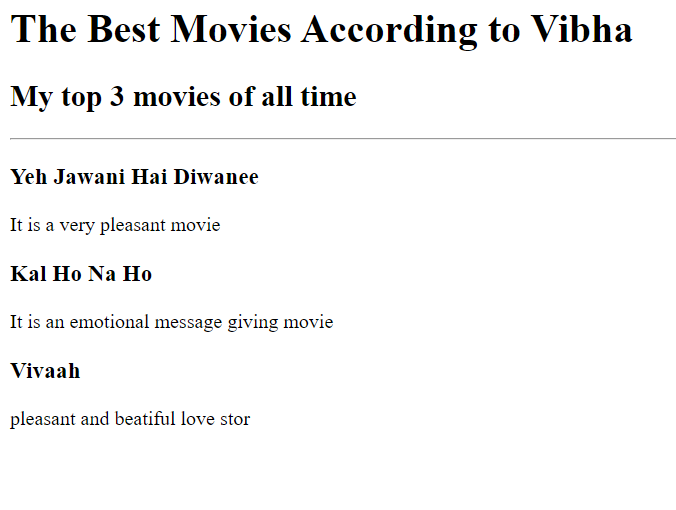 The Best Movies According to Vibha
My top 3 movies of all time
Yeh Jawani Hai Diwanee
It is a very pleasant movie
Kal Ho Na Ho
It is an emotional message giving movie
Vivaah
pleasant and beatiful love stor